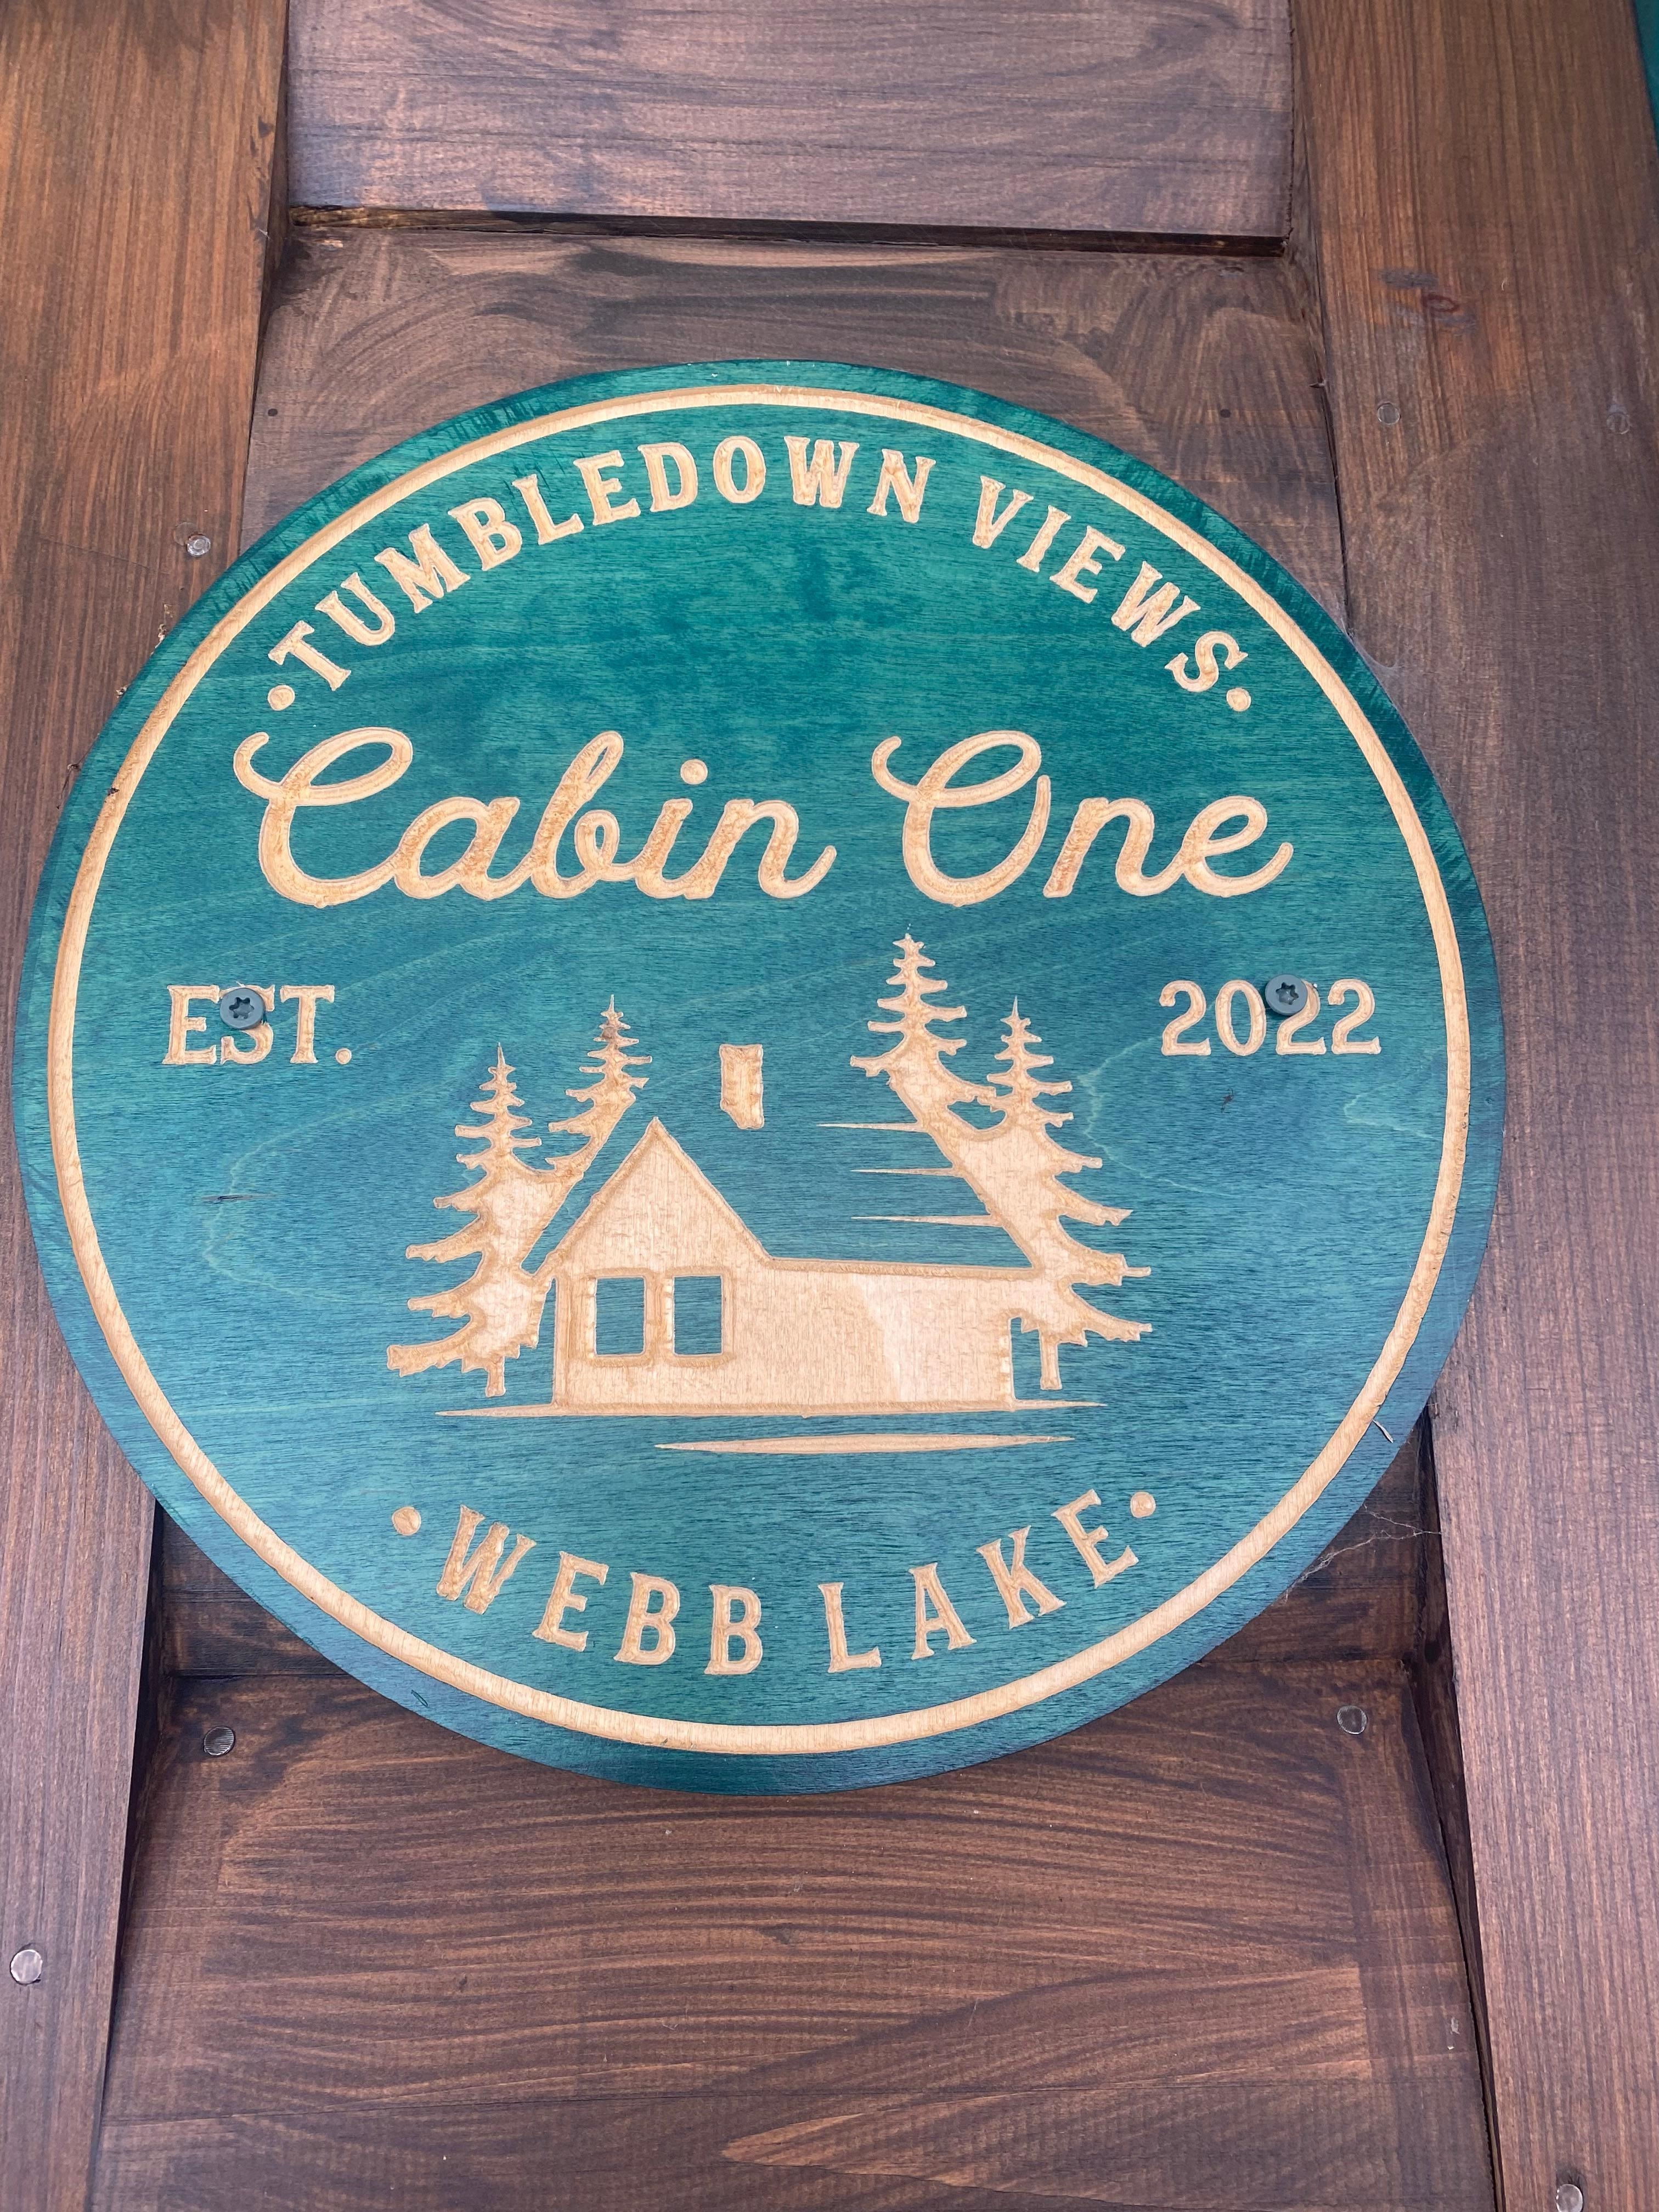 •TUMBLEDOWN VIEWS•
Cabin One
EST. 2022
•WEBB LAKE•